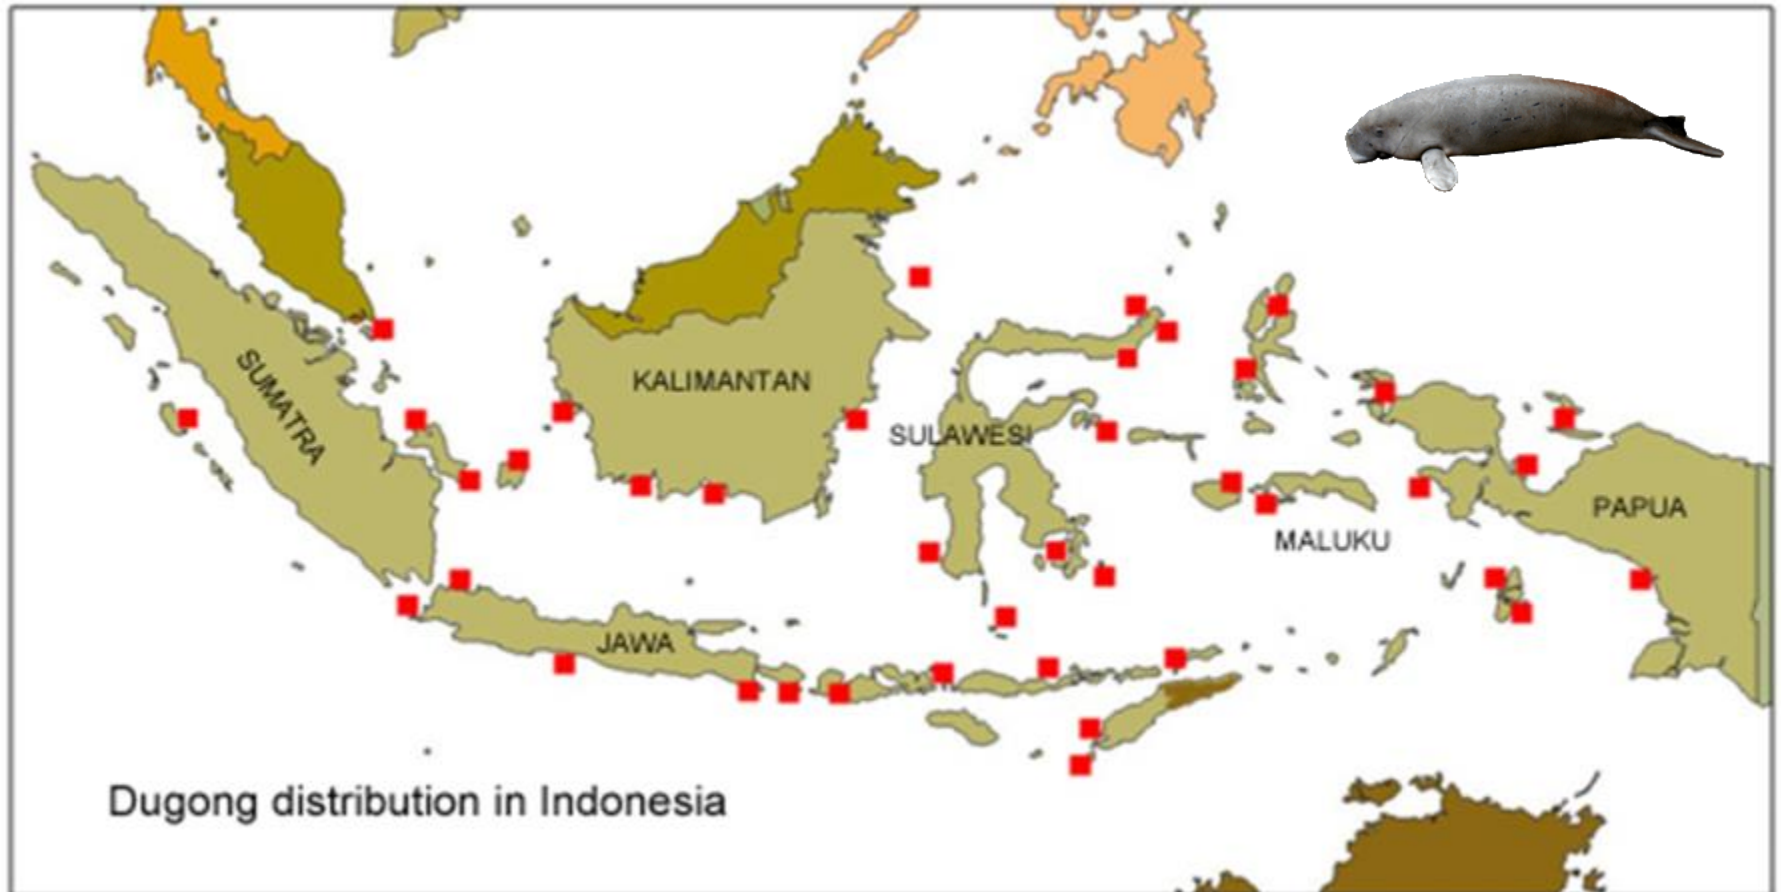 SUMATRA
KALIMANTAN
SULAWESI
PAPUA
MALUKU
JAWA
Dugong distribution in Indonesia